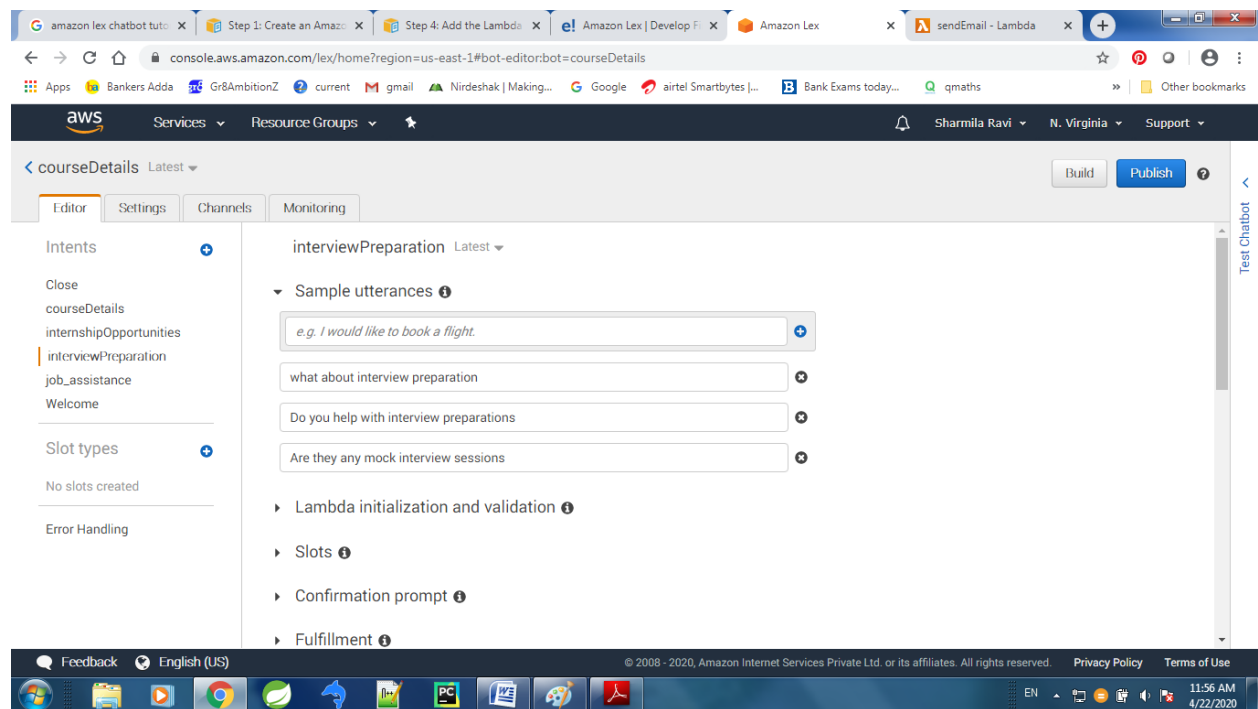 amazon lex chatbot tuto
Step 1: Create an Amazo
Step 4: Add the Lambda
e! Amazon Lex | Develop F
Amazon Lex
sendEmail - Lambda
console.aws.amazon.com/lex/home?region=us-east-1#bot-editor:bot=courseDetails
Apps
ba Bankers Adda
Gr8AmbitionZ
current
gmail
Nirdeshak | Making...
Google
airtel Smartbytes |...
B Bank Exams today...
qmaths
»
Other bookmarks
aws
Services
Resource Groups
Sharmila Ravi
N. Virginia
Support
courseDetails Latest
Build
Publish
Editor
Settings
Channels
Monitoring
Test Chatbot
Intents
Close
courseDetails
internshipOpportunities
interviewPreparation
job_assistance
Welcome
Slot types
No slots created
Error Handling
interviewPreparation Latest
Sample utterances
e.g. I would like to book a flight.
what about interview preparation
Do you help with interview preparations
Are they any mock interview sessions
Lambda initialization and validation
Slots
Confirmation prompt
Fulfillment
Feedback
English (US)
© 2008 - 2020, Amazon Internet Services Private Ltd. or its affiliates. All rights reserved.
Privacy Policy
Terms of Use
PC
W
EN
11:56 AM
4/22/2020